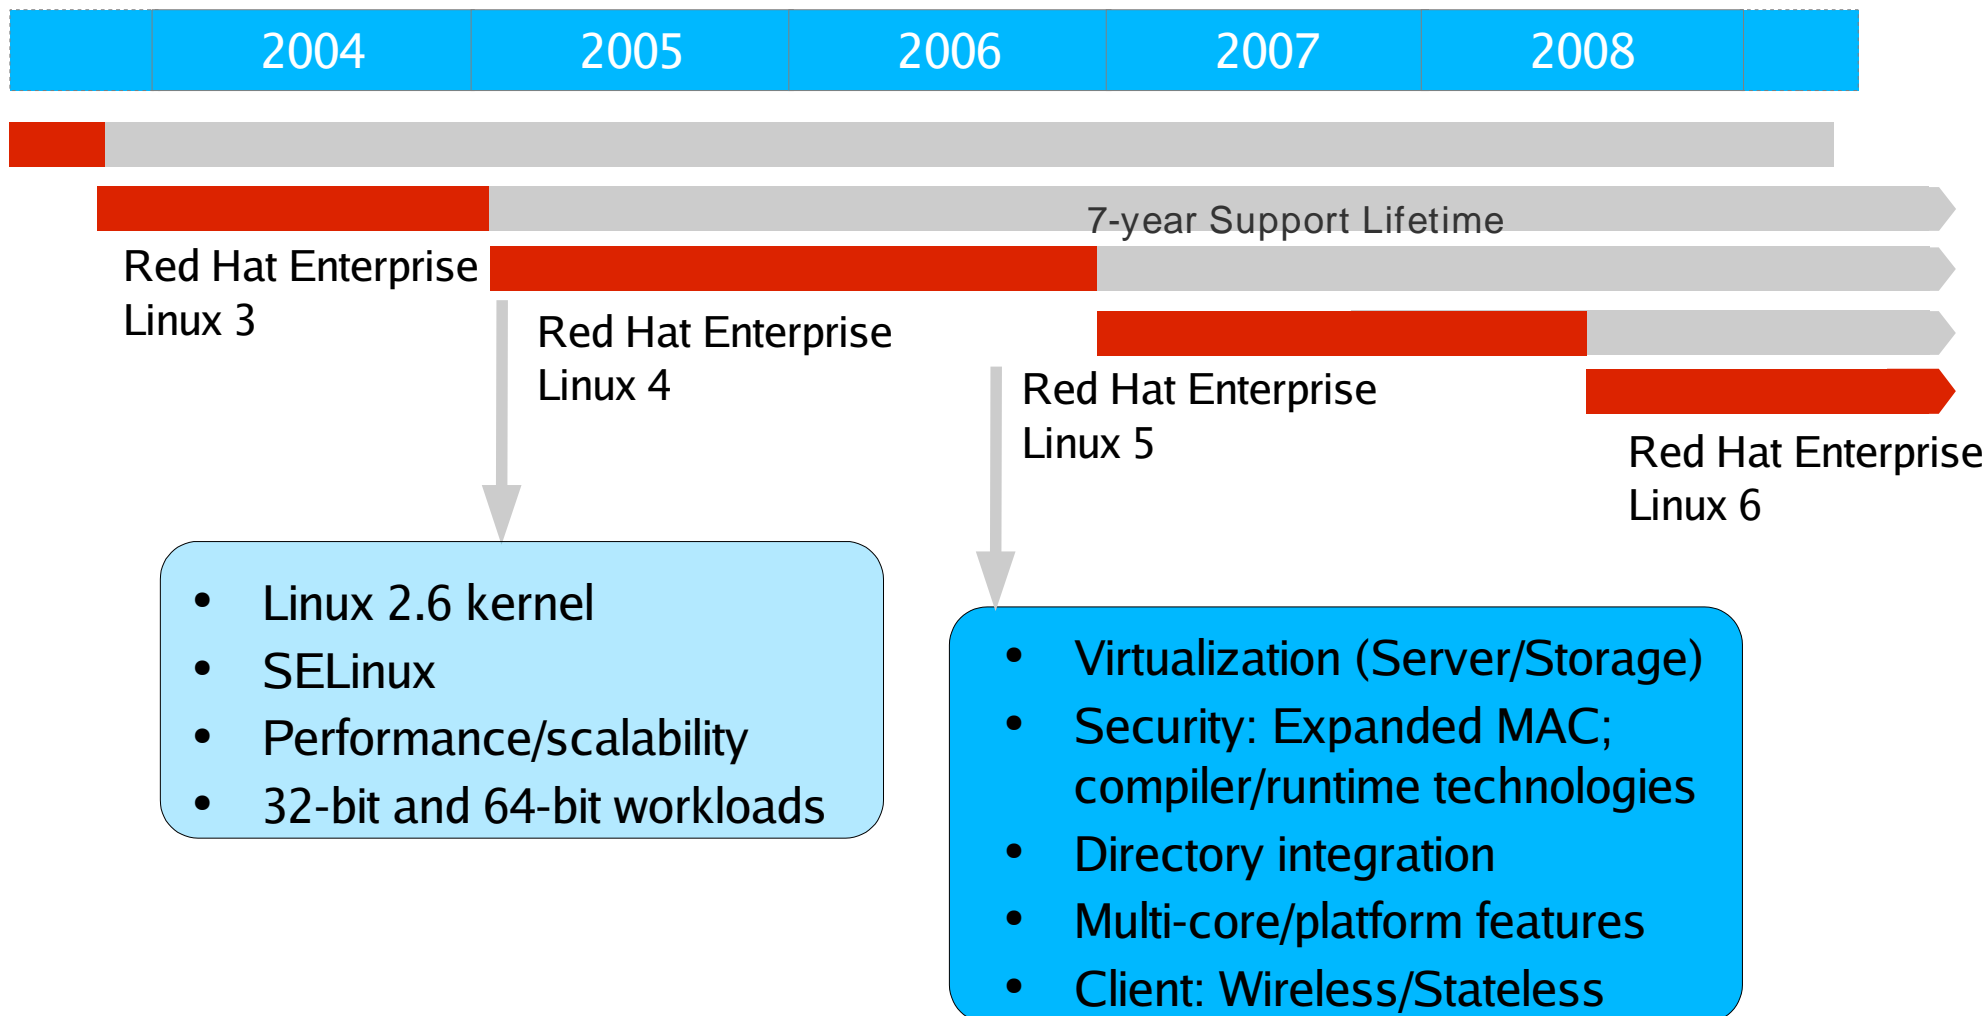 2004 2005 2006 2007 2008
7-year Support Lifetime
Red Hat Enterprise
Linux 3
Red Hat Enterprise
Linux 4
Red Hat Enterprise
Linux 5
Red Hat Enterprise
Linux 6
• Linux 2.6 kernel
• SELinux
• Performance/scalability
• 32-bit and 64-bit workloads
• Virtualization (Server/Storage)
• Security: Expanded MAC;
compiler/runtime technologies
• Directory integration
• Multi-core/platform features
• Client: Wireless/Stateless